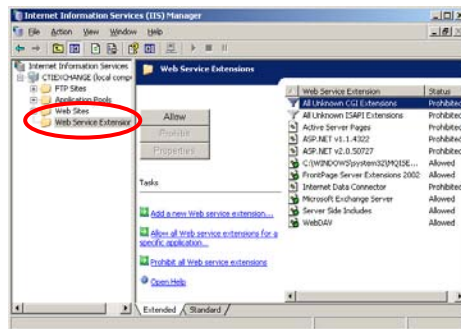 Internet Information Services (IIS) Manager
File Action View Window Help
Internet Information Services
CTIEXCHANGE (local comp
FTP Sites
Application Pools
Web Sites
Web Service Extension
Web Service Extensions
Allow
Prohibit
Properties
Tasks
Add a new Web service extension...
Allow all Web service extensions for a
specific application...
Prohibit all Web service extensions
Open Help
Web Service Extension Status
All Unknown CGI Extensions Prohibited
All Unknown ISAPI Extensions Prohibited
Active Server Pages Prohibited
ASP.NET v1.1.4322 Prohibited
ASP.NET v2.0.50727 Prohibited
C:\WINDOWS\system32\MQISE... Allowed
FrontPage Server Extensions 2002 Allowed
Internet Data Connector Prohibited
Microsoft Exchange Server Allowed
Server Side Includes Allowed
WebDAV Allowed
Extended Standard